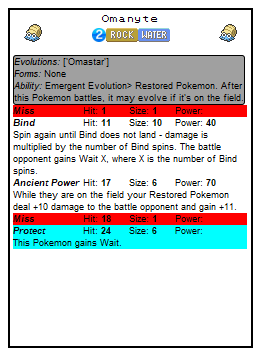 Omanyte
2 ROCK WATER
Evolutions: ['Omastar']
Forms: None
Ability: Emergent Evolution> Restored Pokemon. After
this Pokemon battles, it may evolve if it's on the field.
Miss Hit: 1 Size: 1 Power:
Bind Hit: 11 Size: 10 Power: 40
Spin again until Bind does not land - damage is
multiplied by the number of Bind spins. The battle
opponent gains Wait X, where X is the number of Bind
spins.
Ancient Power Hit: 17 Size: 6 Power: 70
While they are on the field your Restored Pokemon
deal +10 damage to the battle opponent and gain +11.
Miss Hit: 18 Size: 1 Power:
Protect Hit: 24 Size: 6 Power:
This Pokemon gains Wait.